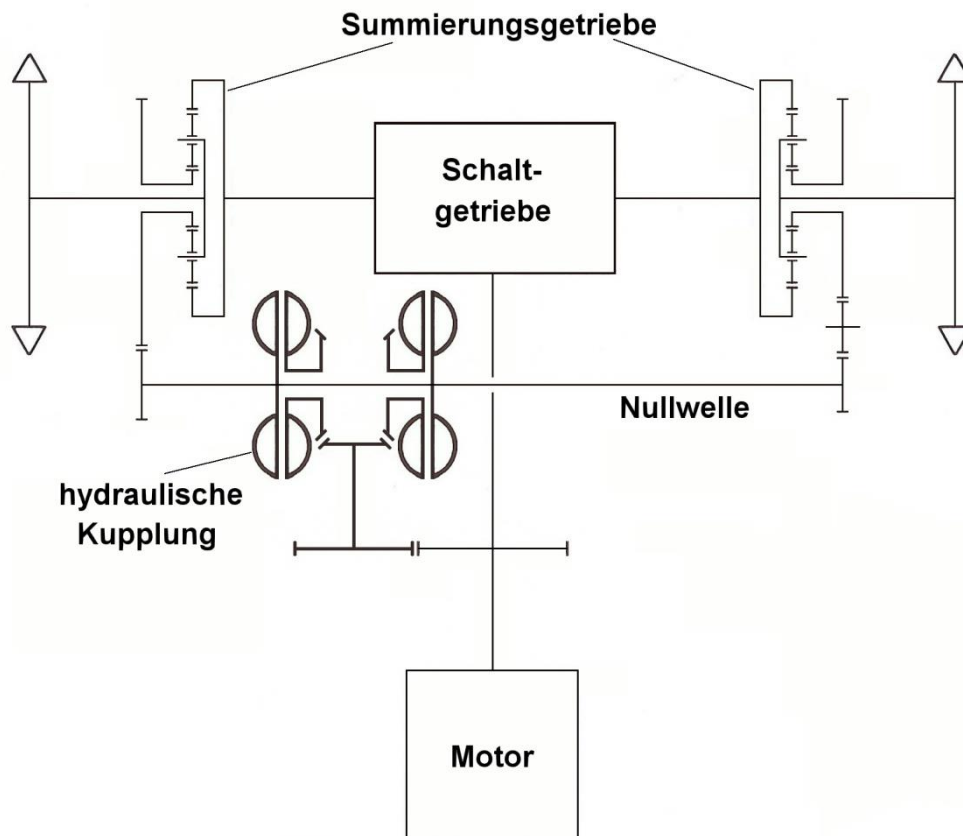 Summierungsgetriebe
Schalt-
getriebe
Nullwelle
hydraulische
Kupplung
Motor